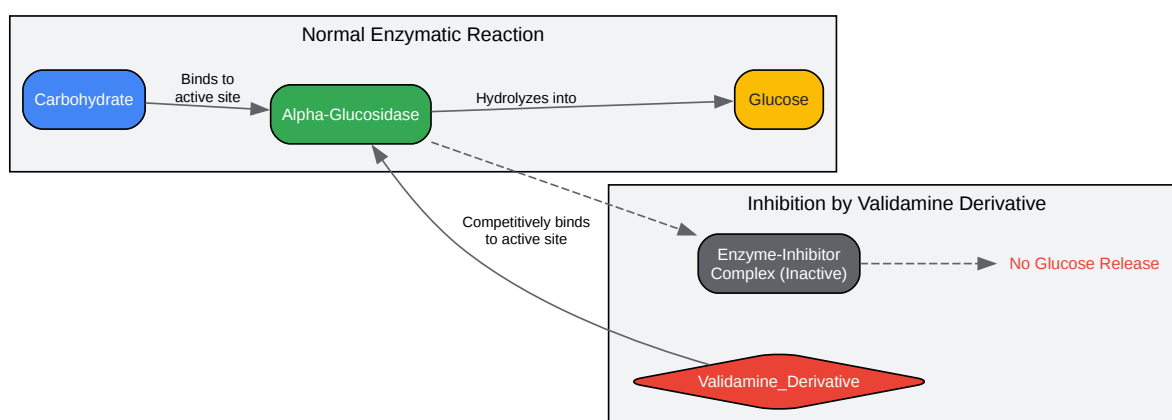 Normal Enzymatic Reaction
Carbohydrate
Binds to
active site
Alpha-Glucosidase
Hydrolyzes into
Glucose
Competitively binds
to active site
Inhibition by Validamine Derivative
Enzyme-Inhibitor
Complex (Inactive)
No Glucose Release
Validamine_Derivative